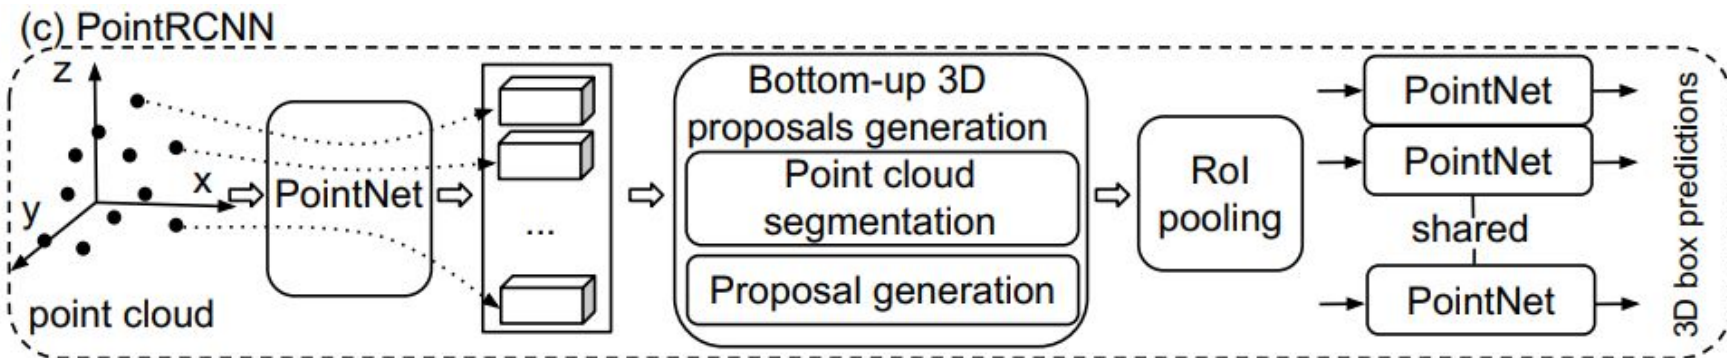 (c) PointRCNN
z
x
y
point cloud
PointNet
...
Bottom-up 3D
proposals generation
Point cloud
segmentation
Proposal generation
RoI
pooling
PointNet
PointNet
shared
PointNet
3D box predictions